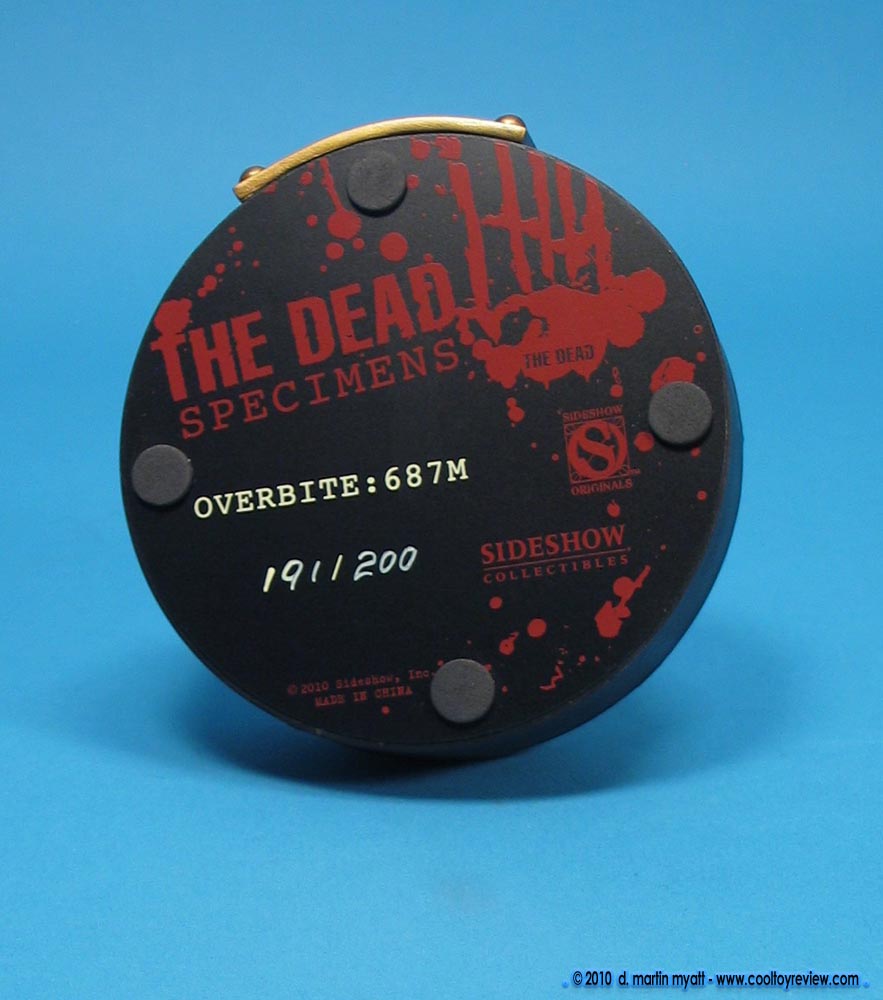 THE DEAD
SPECIMENS
THE DEAD
SIDESHOW
S
ORIGINALS
TM
OVERBITE:687M
191/200
SIDESHOW
COLLECTIBLES
© 2010 Sideshow, Inc.
MADE IN CHINA
© 2010 d. martin myatt - www.cooltoyreview.com